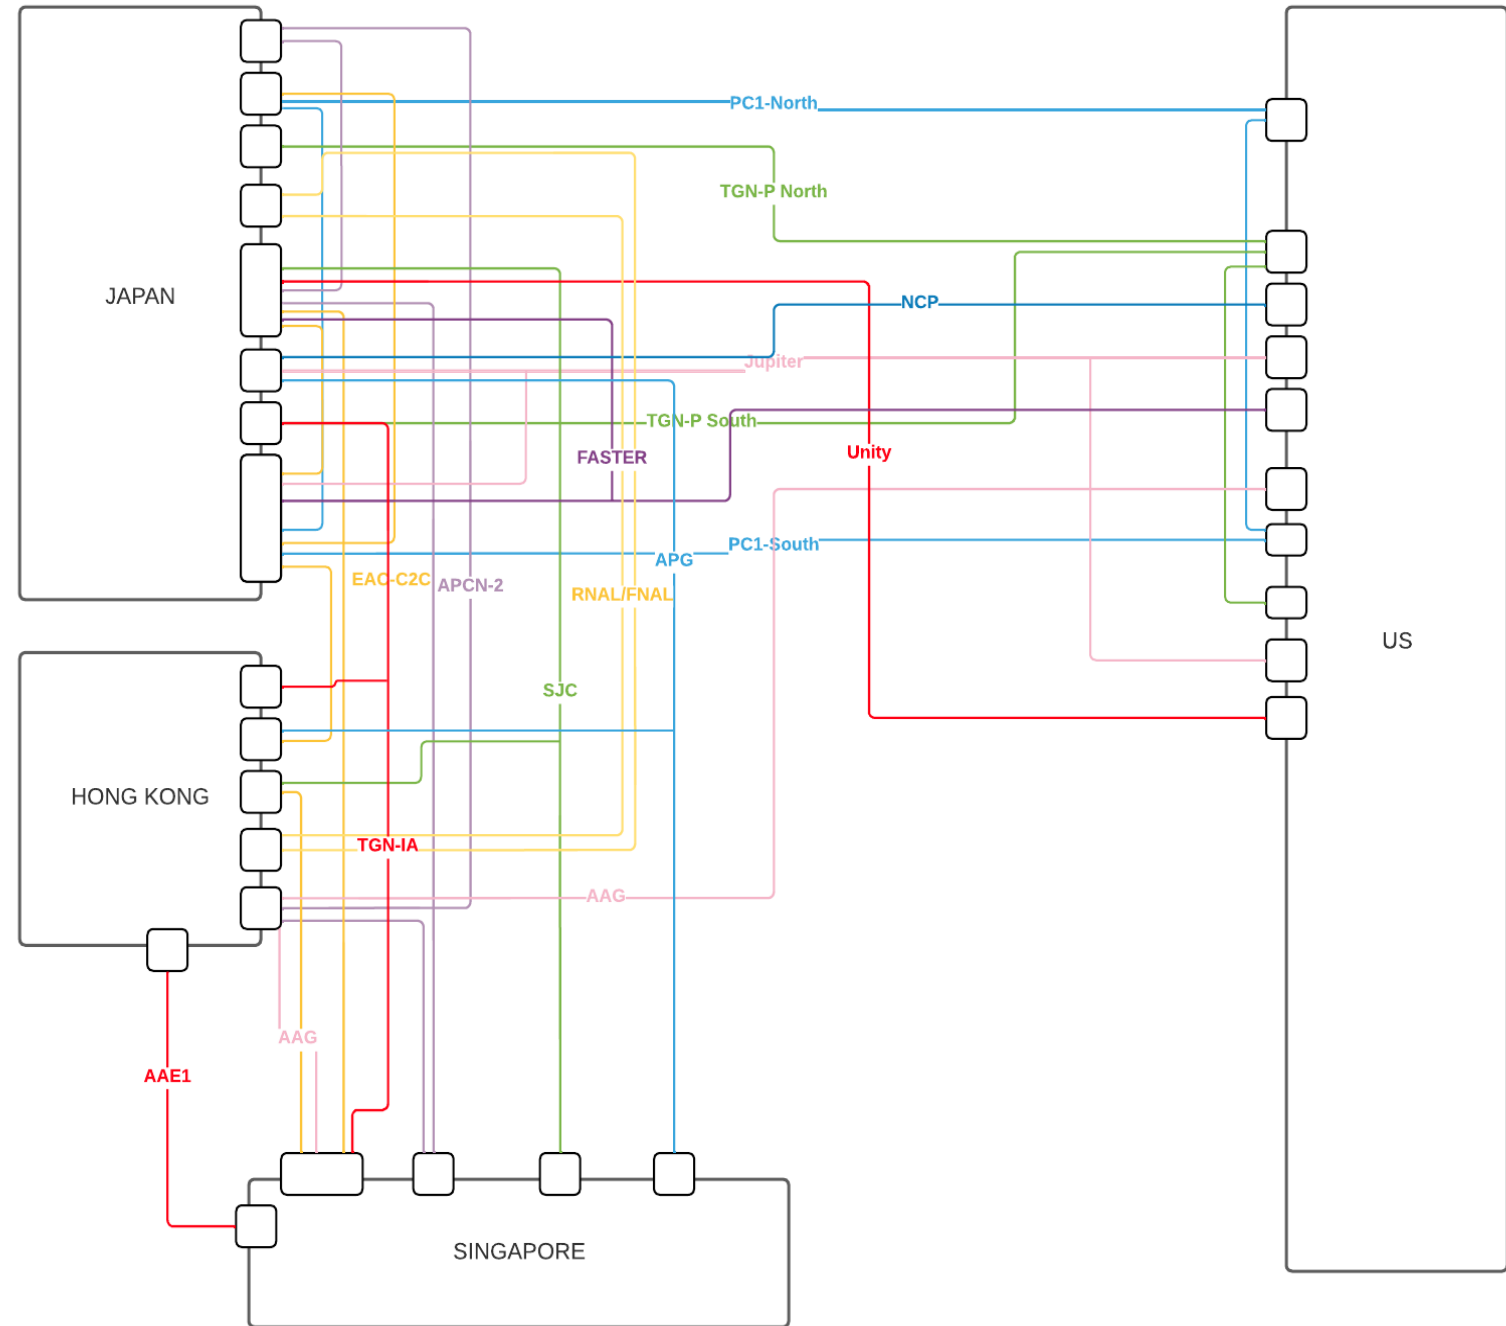 PC1-North
TGN-P North
JAPAN
NCP
Jupiter
TGN-P South
Unity
FASTER
PC1-South
APG
EAC-C2C
APCN-2
RNAL/FNAL
US
SJC
HONG KONG
TGN-IA
AAG
AAG
AAE1
SINGAPORE